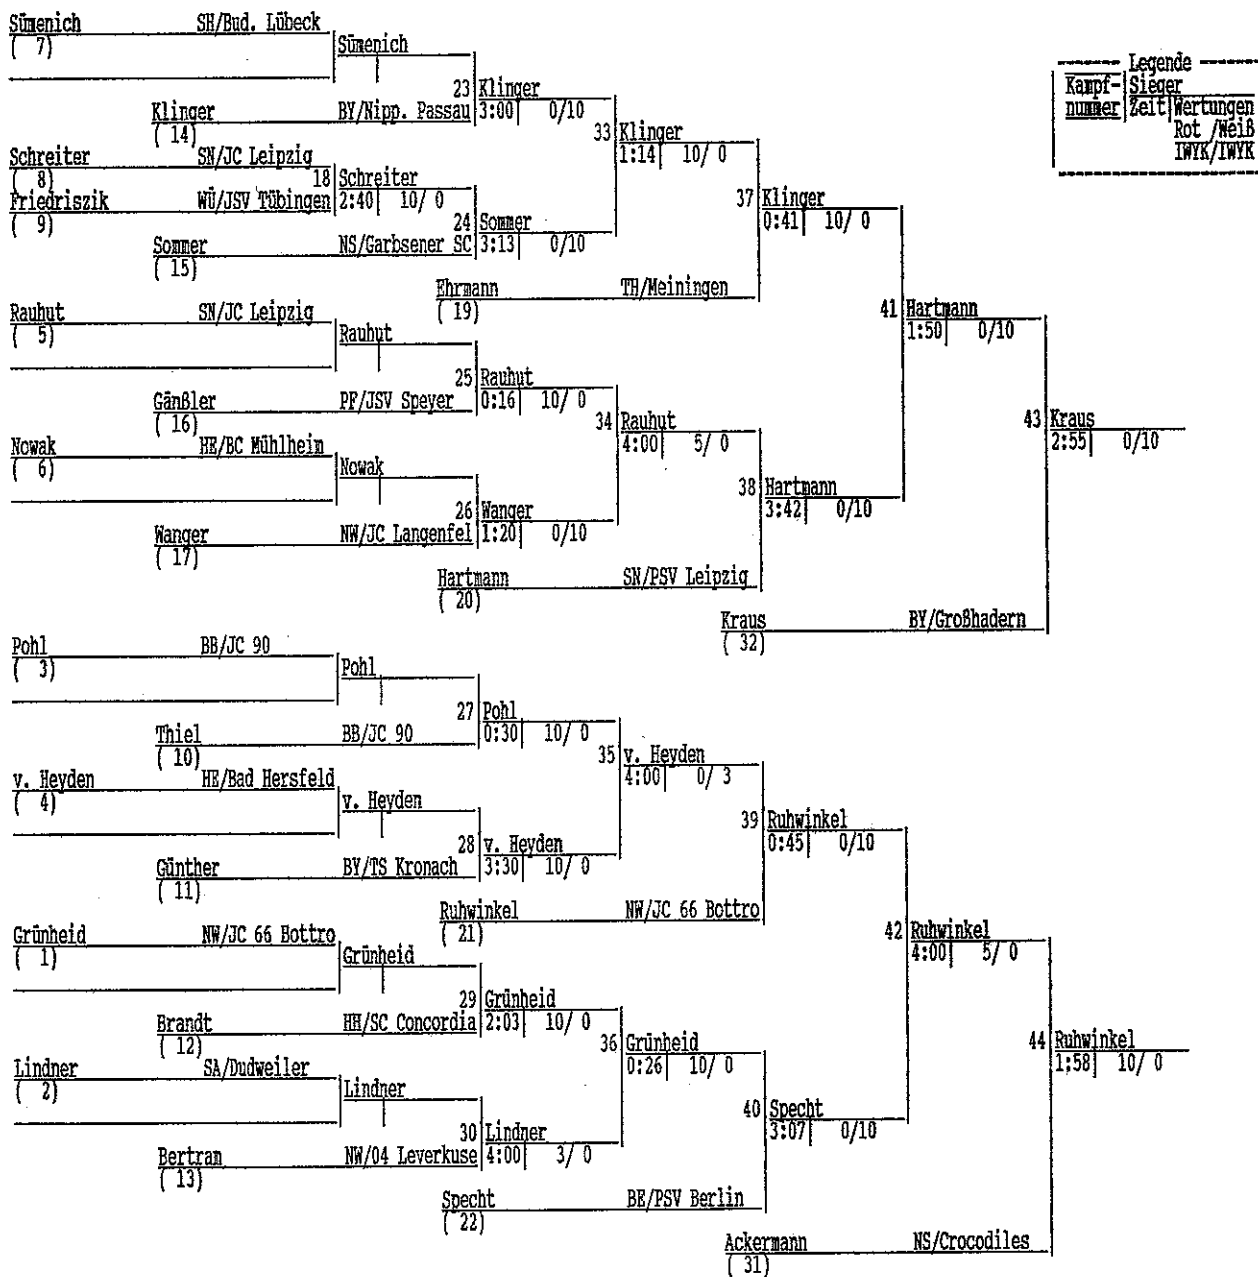 Sümenich SH/Bud. Lübeck
( 7)
Sümenich
Legende
Kampf- Sieger
nummer Zeit Wertungen
Rot /Weiß
IWYK/IWYK
23 Klinger
3:00 0/10
Klinger BY/Nipp. Passau
( 14)
33 Klinger
1:14 10/ 0
Schreiter SN/JC Leipzig
( 8)
18 Schreiter
2:40 10/ 0
Friedriszik WÜ/JSV Tübingen
( 9)
37 Klinger
0:41 10/ 0
24 Sommer
3:13 0/10
Sommer NS/Garbsener SC
( 15)
Ehrmann TH/Meiningen
( 19)
41 Hartmann
1:50 0/10
Rauhut SN/JC Leipzig
( 5)
Rauhut
25 Rauhut
0:16 10/ 0
Gänßler PF/JSV Speyer
( 16)
34 Rauhut
4:00 5/ 0
43 Kraus
2:55 0/10
Nowak HE/BC Mühlheim
( 6)
Nowak
38 Hartmann
3:42 0/10
26 Wanger
1:20 0/10
Wanger NW/JC Langenfel
( 17)
Hartmann SN/PSV Leipzig
( 20)
Kraus BY/Großhadern
( 32)
Pohl BB/JC 90
( 3)
Pohl
27 Pohl
0:30 10/ 0
Thiel BB/JC 90
( 10)
35 v. Heyden
4:00 0/ 3
v. Heyden HE/Bad Hersfeld
( 4)
v. Heyden
39 Ruhwinkel
0:45 0/10
28 v. Heyden
3:30 10/ 0
Günther BY/TS Kronach
( 11)
Ruhwinkel NW/JC 66 Bottro
( 21)
42 Ruhwinkel
4:00 5/ 0
Grünheid NW/JC 66 Bottro
( 1)
Grünheid
29 Grünheid
2:03 10/ 0
Brandt HH/SC Concordia
( 12)
36 Grünheid
0:26 10/ 0
44 Ruhwinkel
1:58 10/ 0
Lindner SA/Dudweiler
( 2)
Lindner
40 Specht
3:07 0/10
30 Lindner
4:00 3/ 0
Bertram NW/04 Leverkuse
( 13)
Specht BE/PSV Berlin
( 22)
Ackermann NS/Crocodiles
( 31)